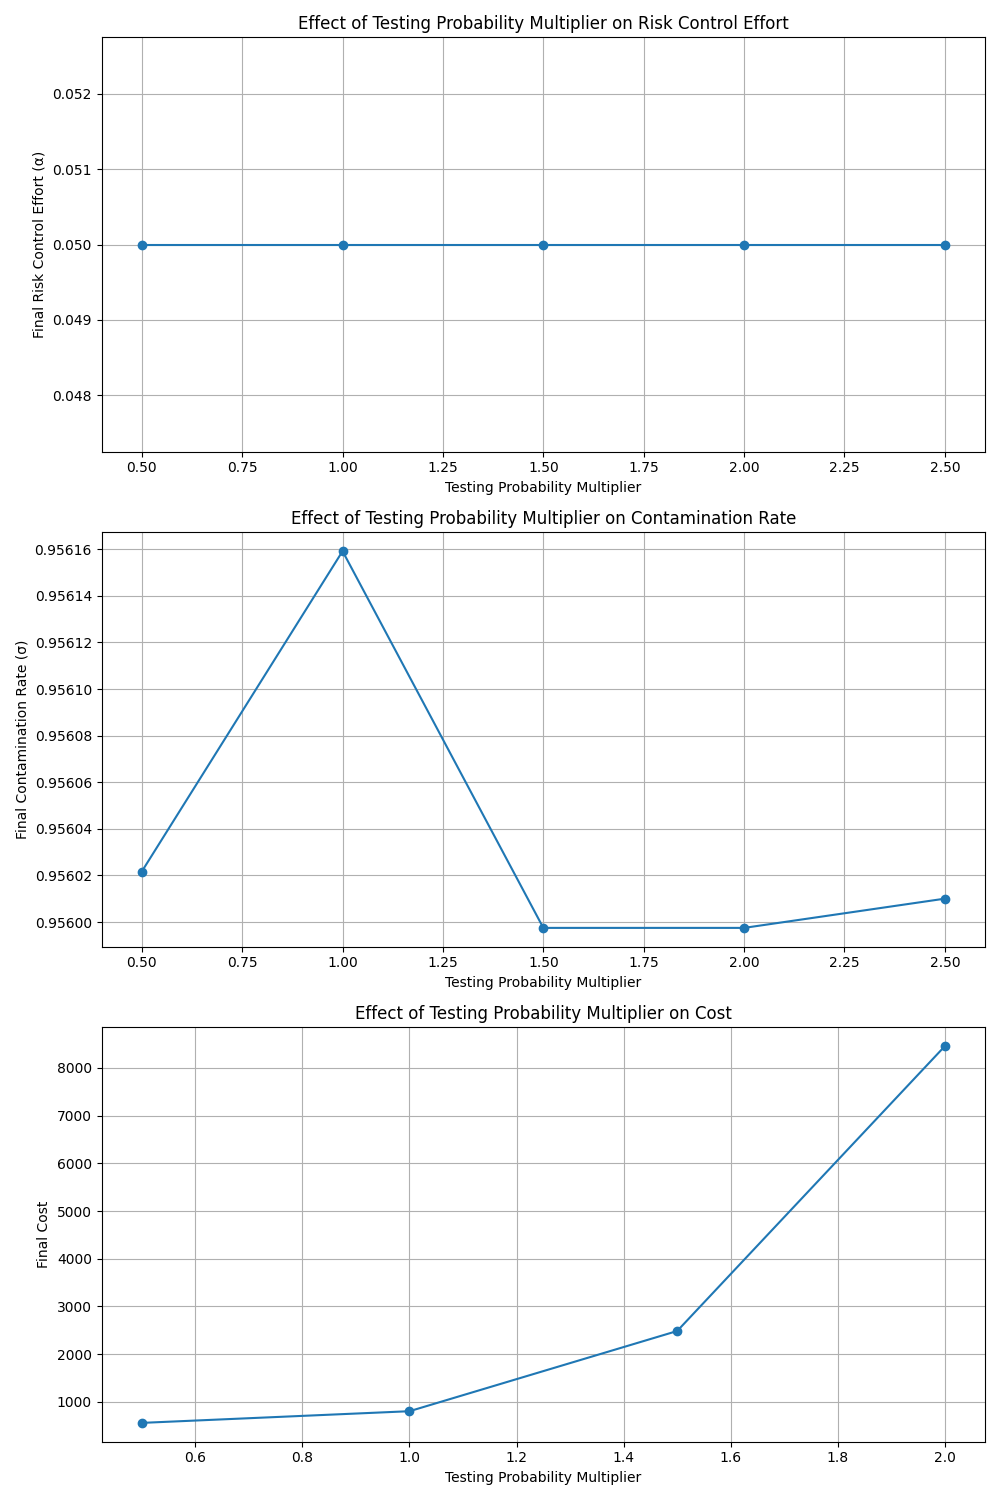 Effect of Testing Probability Multiplier on Risk Control Effort
Final Risk Control Effort (α)
0.052
0.051
0.050
0.049
0.048
0.50 0.75 1.00 1.25 1.50 1.75 2.00 2.25 2.50
Testing Probability Multiplier
Effect of Testing Probability Multiplier on Contamination Rate
Final Contamination Rate (σ)
0.95616
0.95614
0.95612
0.95610
0.95608
0.95606
0.95604
0.95602
0.95600
0.50 0.75 1.00 1.25 1.50 1.75 2.00 2.25 2.50
Testing Probability Multiplier
Effect of Testing Probability Multiplier on Cost
Final Cost
8000
7000
6000
5000
4000
3000
2000
1000
0.6 0.8 1.0 1.2 1.4 1.6 1.8 2.0
Testing Probability Multiplier